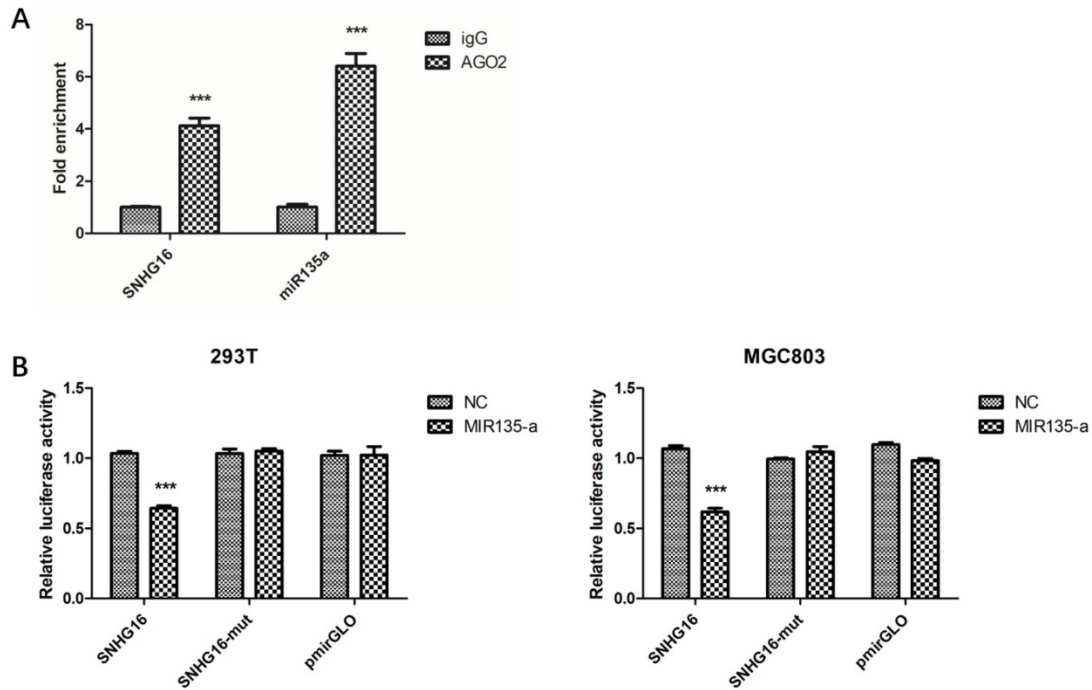 A
Fold enrichment
8
6
4
2
0
***
***
SNHG16
miR135a
igG
AGO2
B
293T
Relative luciferase activity
1.5
1.0
0.5
0.0
***
SNHG16
SNHG16-mut
pmirGLO
NC
MIR135-a
MGC803
Relative luciferase activity
1.5
1.0
0.5
0.0
***
SNHG16
SNHG16-mut
pmirGLO
NC
MIR135-a